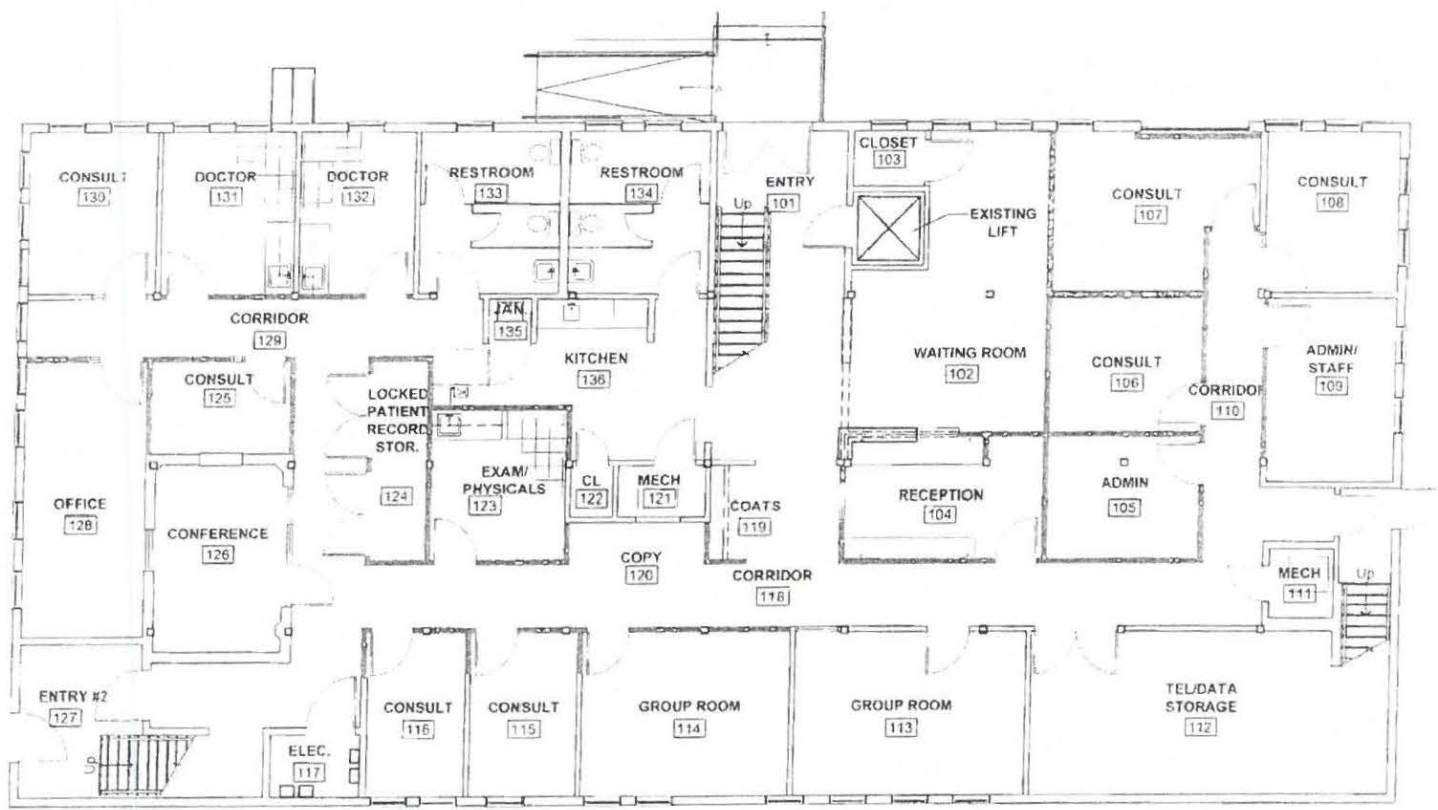 CONSULT
130
DOCTOR
131
DOCTOR
132
RESTROOM
133
RESTROOM
134
ENTRY
101
Up
CLOSET
103
EXISTING
LIFT
CONSULT
107
CONSULT
108
CORRIDOR
129
JAN.
135
KITCHEN
136
WAITING ROOM
102
CONSULT
106
CORRIDOR
110
ADMIN/
STAFF
109
CONSULT
125
LOCKED
PATIENT
RECORD
STOR.
124
EXAM/
PHYSICALS
123
CL
122
MECH
121
COATS
119
RECEPTION
104
ADMIN
105
OFFICE
128
CONFERENCE
126
COPY
120
CORRIDOR
118
MECH
111
Up
ENTRY #2
127
Up
ELEC.
117
CONSULT
116
CONSULT
115
GROUP ROOM
114
GROUP ROOM
113
TEL/DATA
STORAGE
112